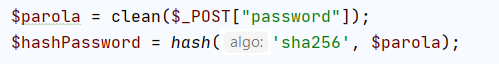 $parola = clean($_POST["password"]);
$hashPassword = hash( algo: 'sha256', $parola);